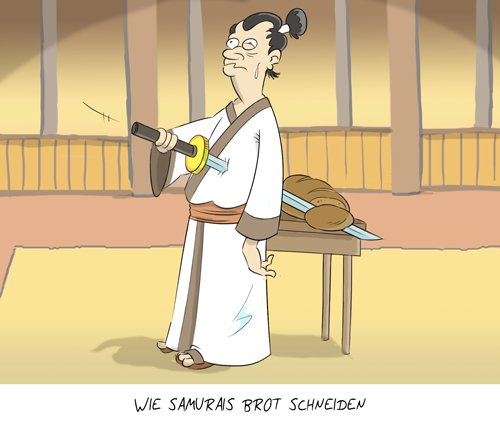 WIE SAMURAIS BROT SCHNEIDEN